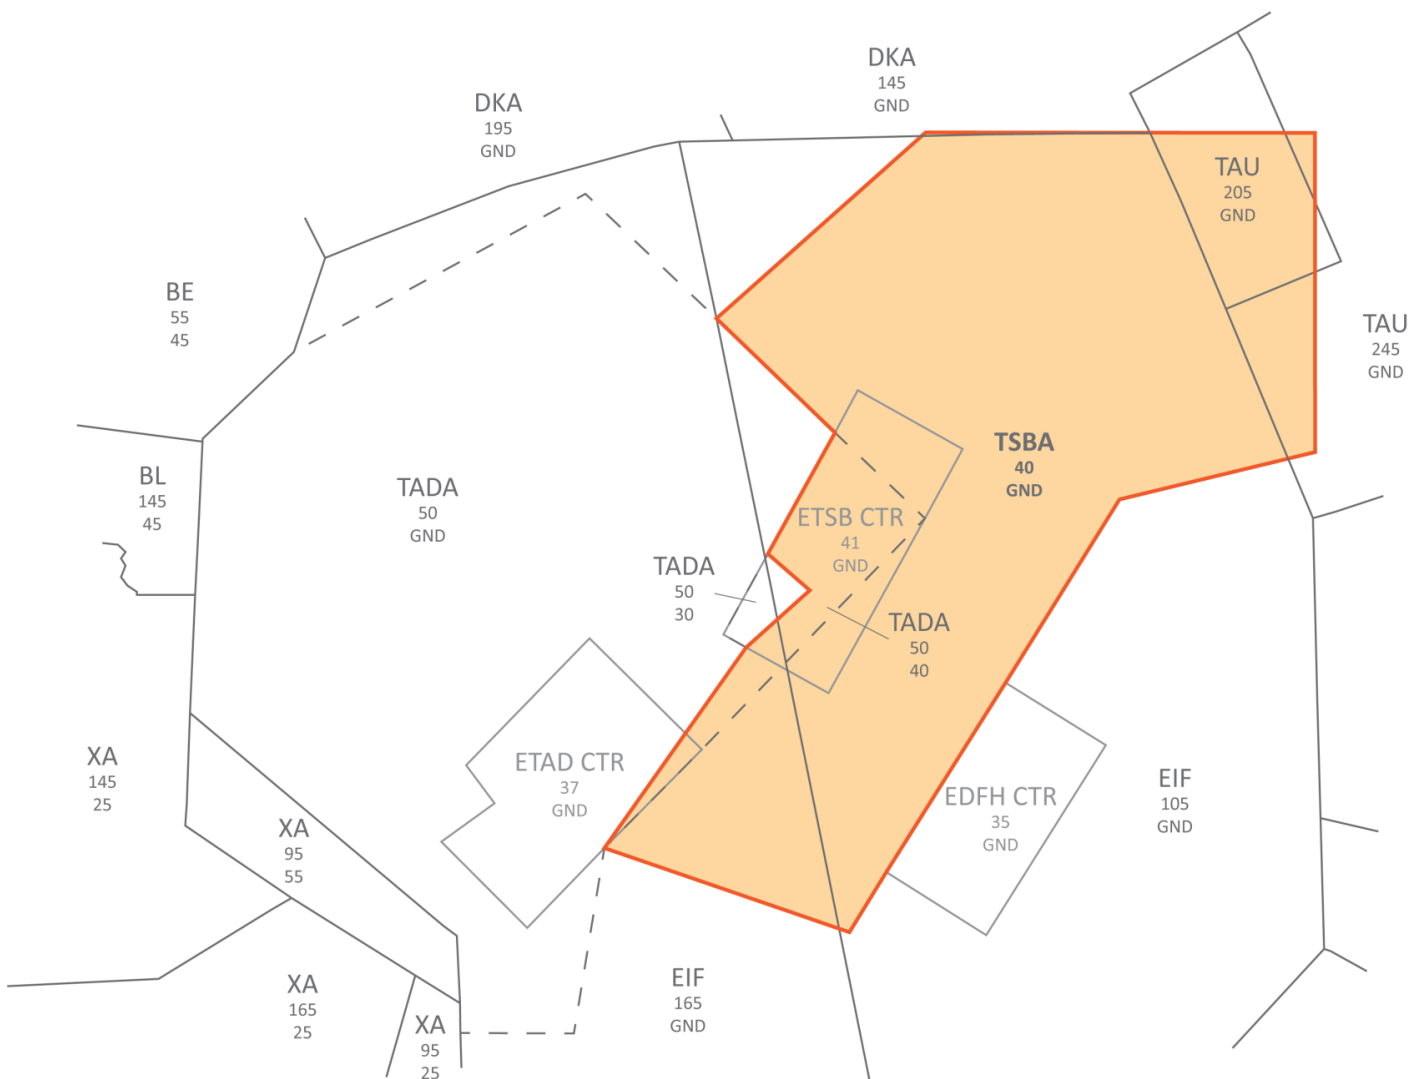 DKA
145
GND
DKA
195
GND
TAU
205
GND
BE
55
45
TAU
245
GND
TSBA
40
GND
BL
145
45
TADA
50
GND
ETSB CTR
41
GND
TADA
50
30
TADA
50
40
XA
145
25
ETAD CTR
37
GND
EIF
105
GND
EDFH CTR
35
GND
XA
95
55
EIF
165
GND
XA
165
25
XA
95
25